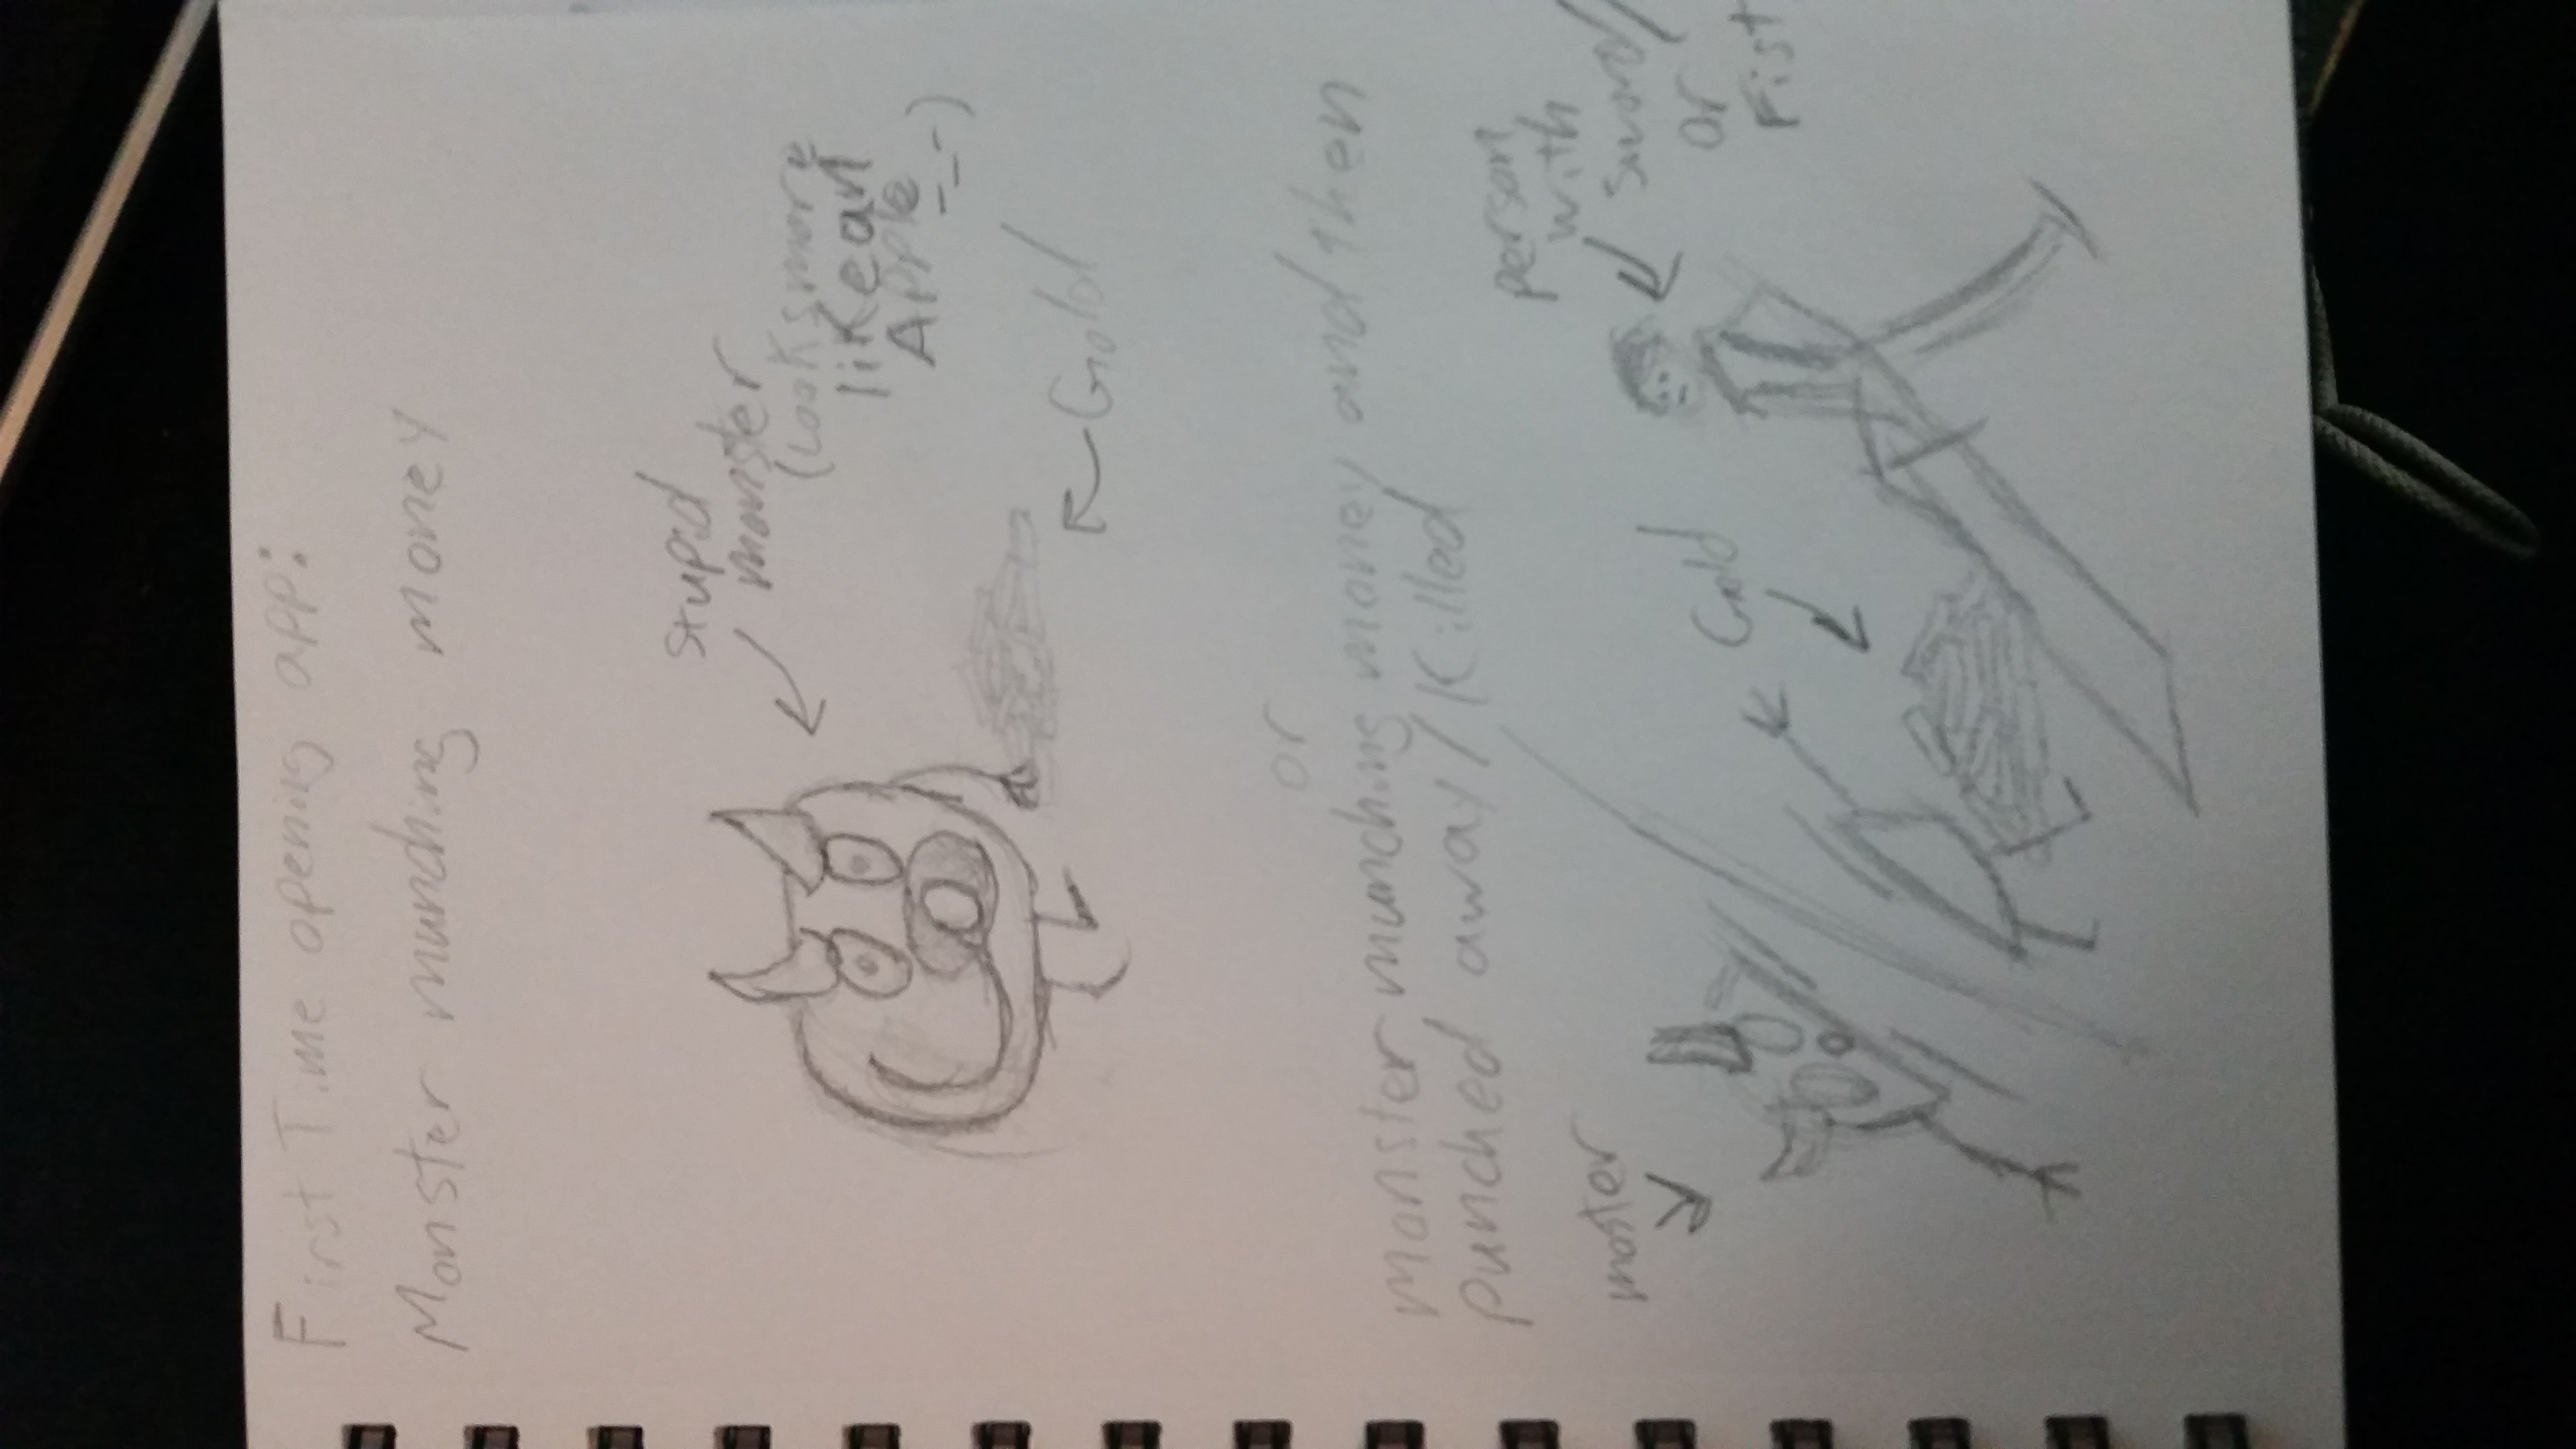 First Time opening app:
Monster munching money
stupid
monster
(Looks more
like an
Apple
-_-)
Gold
or
monster munching money and then
punched away/Killed
person
with
Sword/
or
Fist
moster
Gold